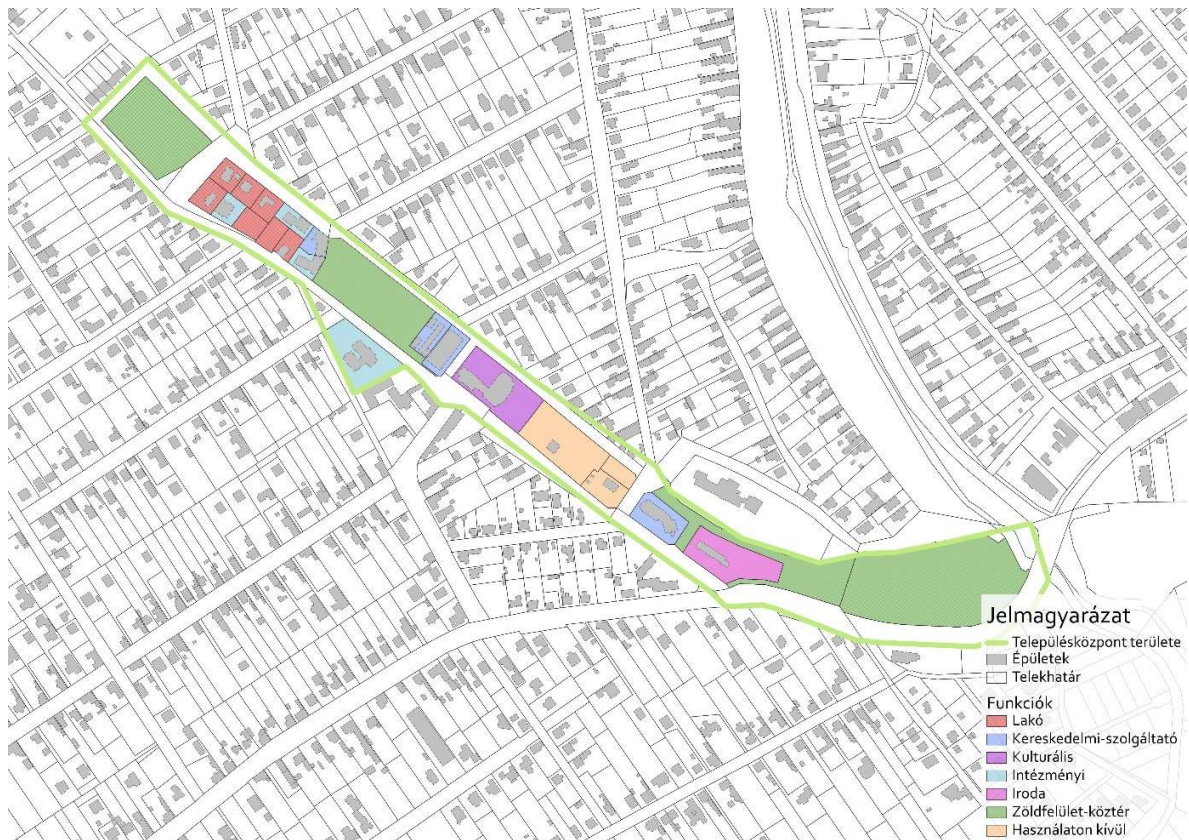 Jelmagyarázat
Településközpont területe
Épületek
Telekhatár
Funkciók
Lakó
Kereskedelmi-szolgáltató
Kulturális
Intézményi
Iroda
Zöldfelület-köztér
Használaton kívül